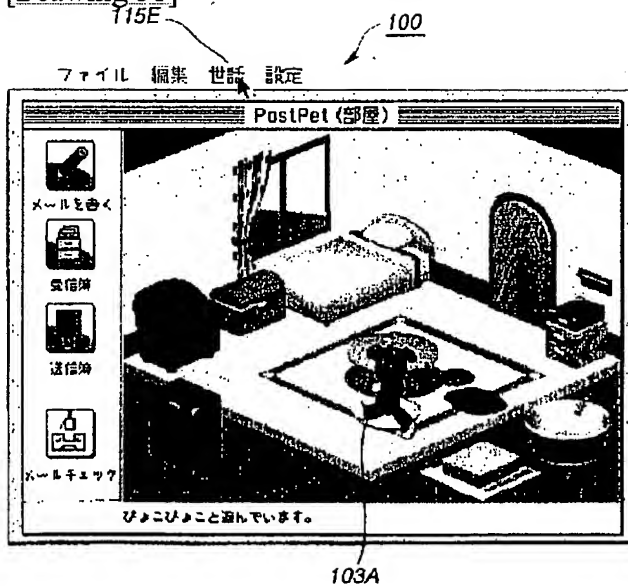 115E
100
ファイル 編集 世話 設定
PostPet (部屋)
メールを書く
受信簿
送信簿
メールチェック
ぴょこぴょこと遊んでいます。
103A